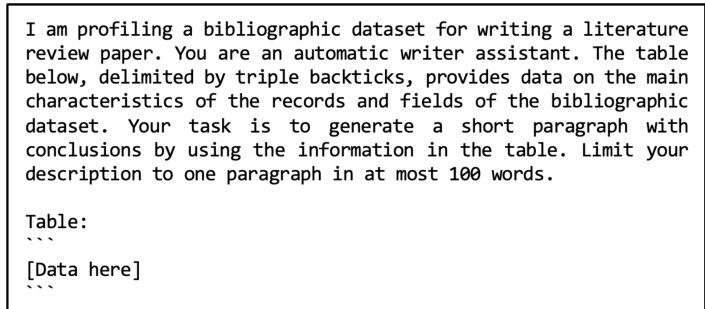 I am profiling a bibliographic dataset for writing a literature
review paper. You are an automatic writer assistant. The table
below, delimited by triple backticks, provides data on the main
characteristics of the records and fields of the bibliographic
dataset. Your task is to generate a short paragraph with
conclusions by using the information in the table. Limit your
description to one paragraph in at most 100 words.
Table:
```
[Data here]
```